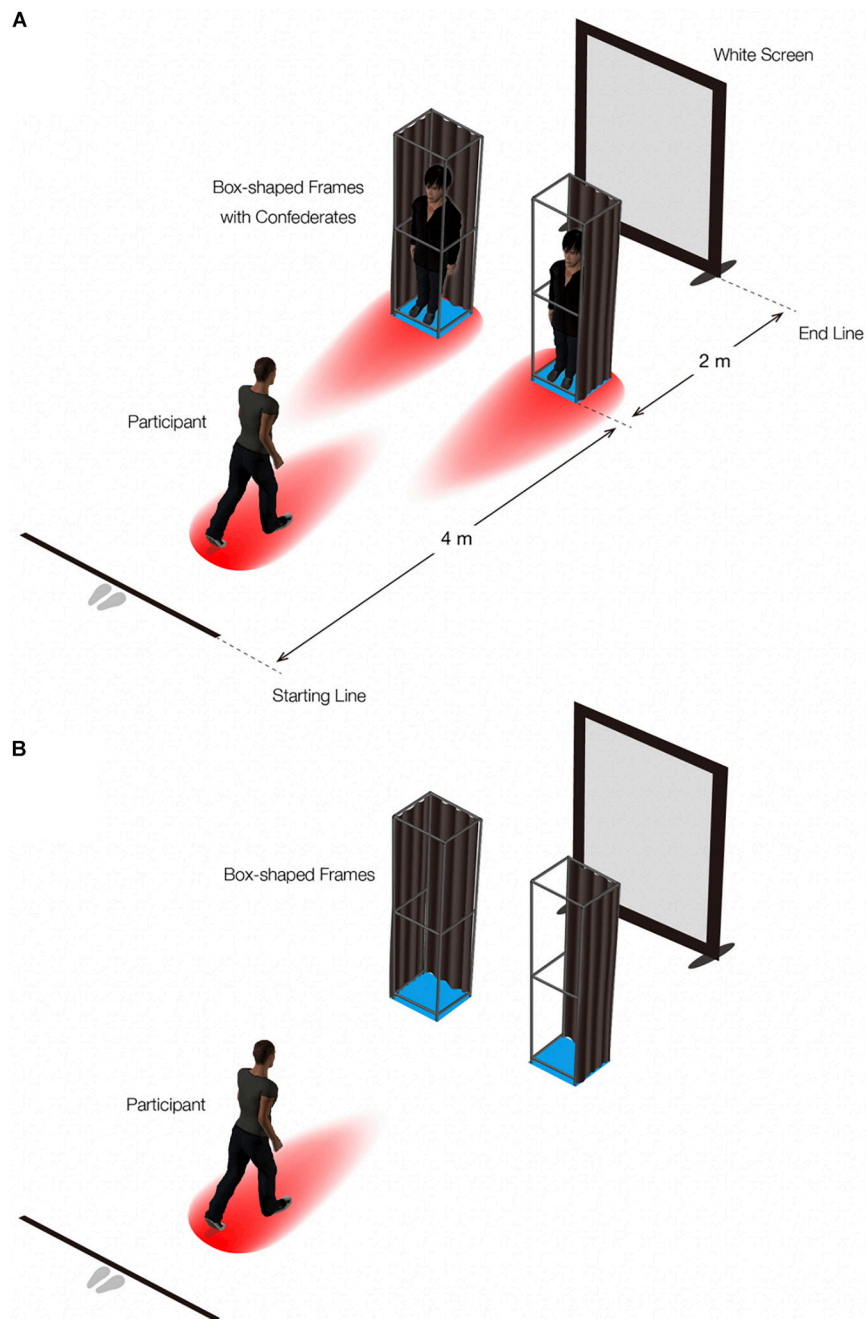 A
White Screen
Box-shaped Frames
with Confederates
End Line
2 m
Participant
4 m
Starting Line
B
Box-shaped Frames
Participant